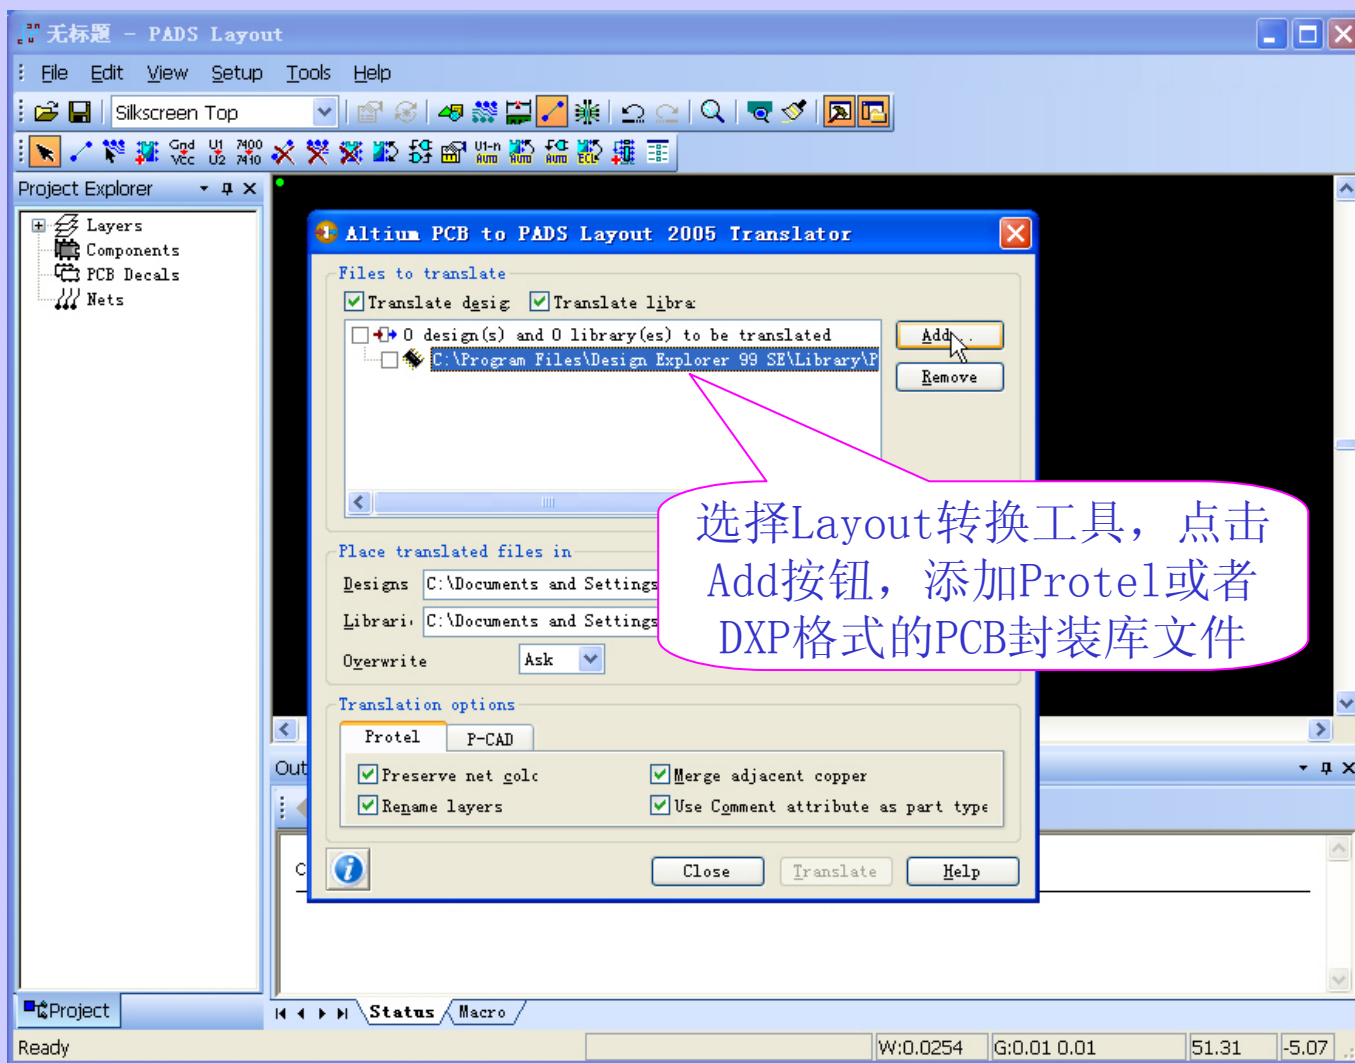 无标题 - PADS Layout
File Edit View Setup Tools Help
Silkscreen Top
Project Explorer
Layers
Components
PCB Decals
Nets
Altium PCB to PADS Layout 2005 Translator
Files to translate
Translate desig Translate libra
0 design(s) and 0 library(es) to be translated
C:\Program Files\Design Explorer 99 SE\Library\P
Add...
Remove
选择Layout转换工具，点击
Add按钮，添加Protel或者
DXP格式的PCB封装库文件
Place translated files in
Designs C:\Documents and Settings
Librari C:\Documents and Settings
Overwrite Ask
Translation options
Protel P-CAD
Preserve net colo Merge adjacent copper
Rename layers Use Comment attribute as part type
Close Translate Help
Out
Project
Status Macro
Ready W:0.0254 G:0.01 0.01 51.31 -5.07